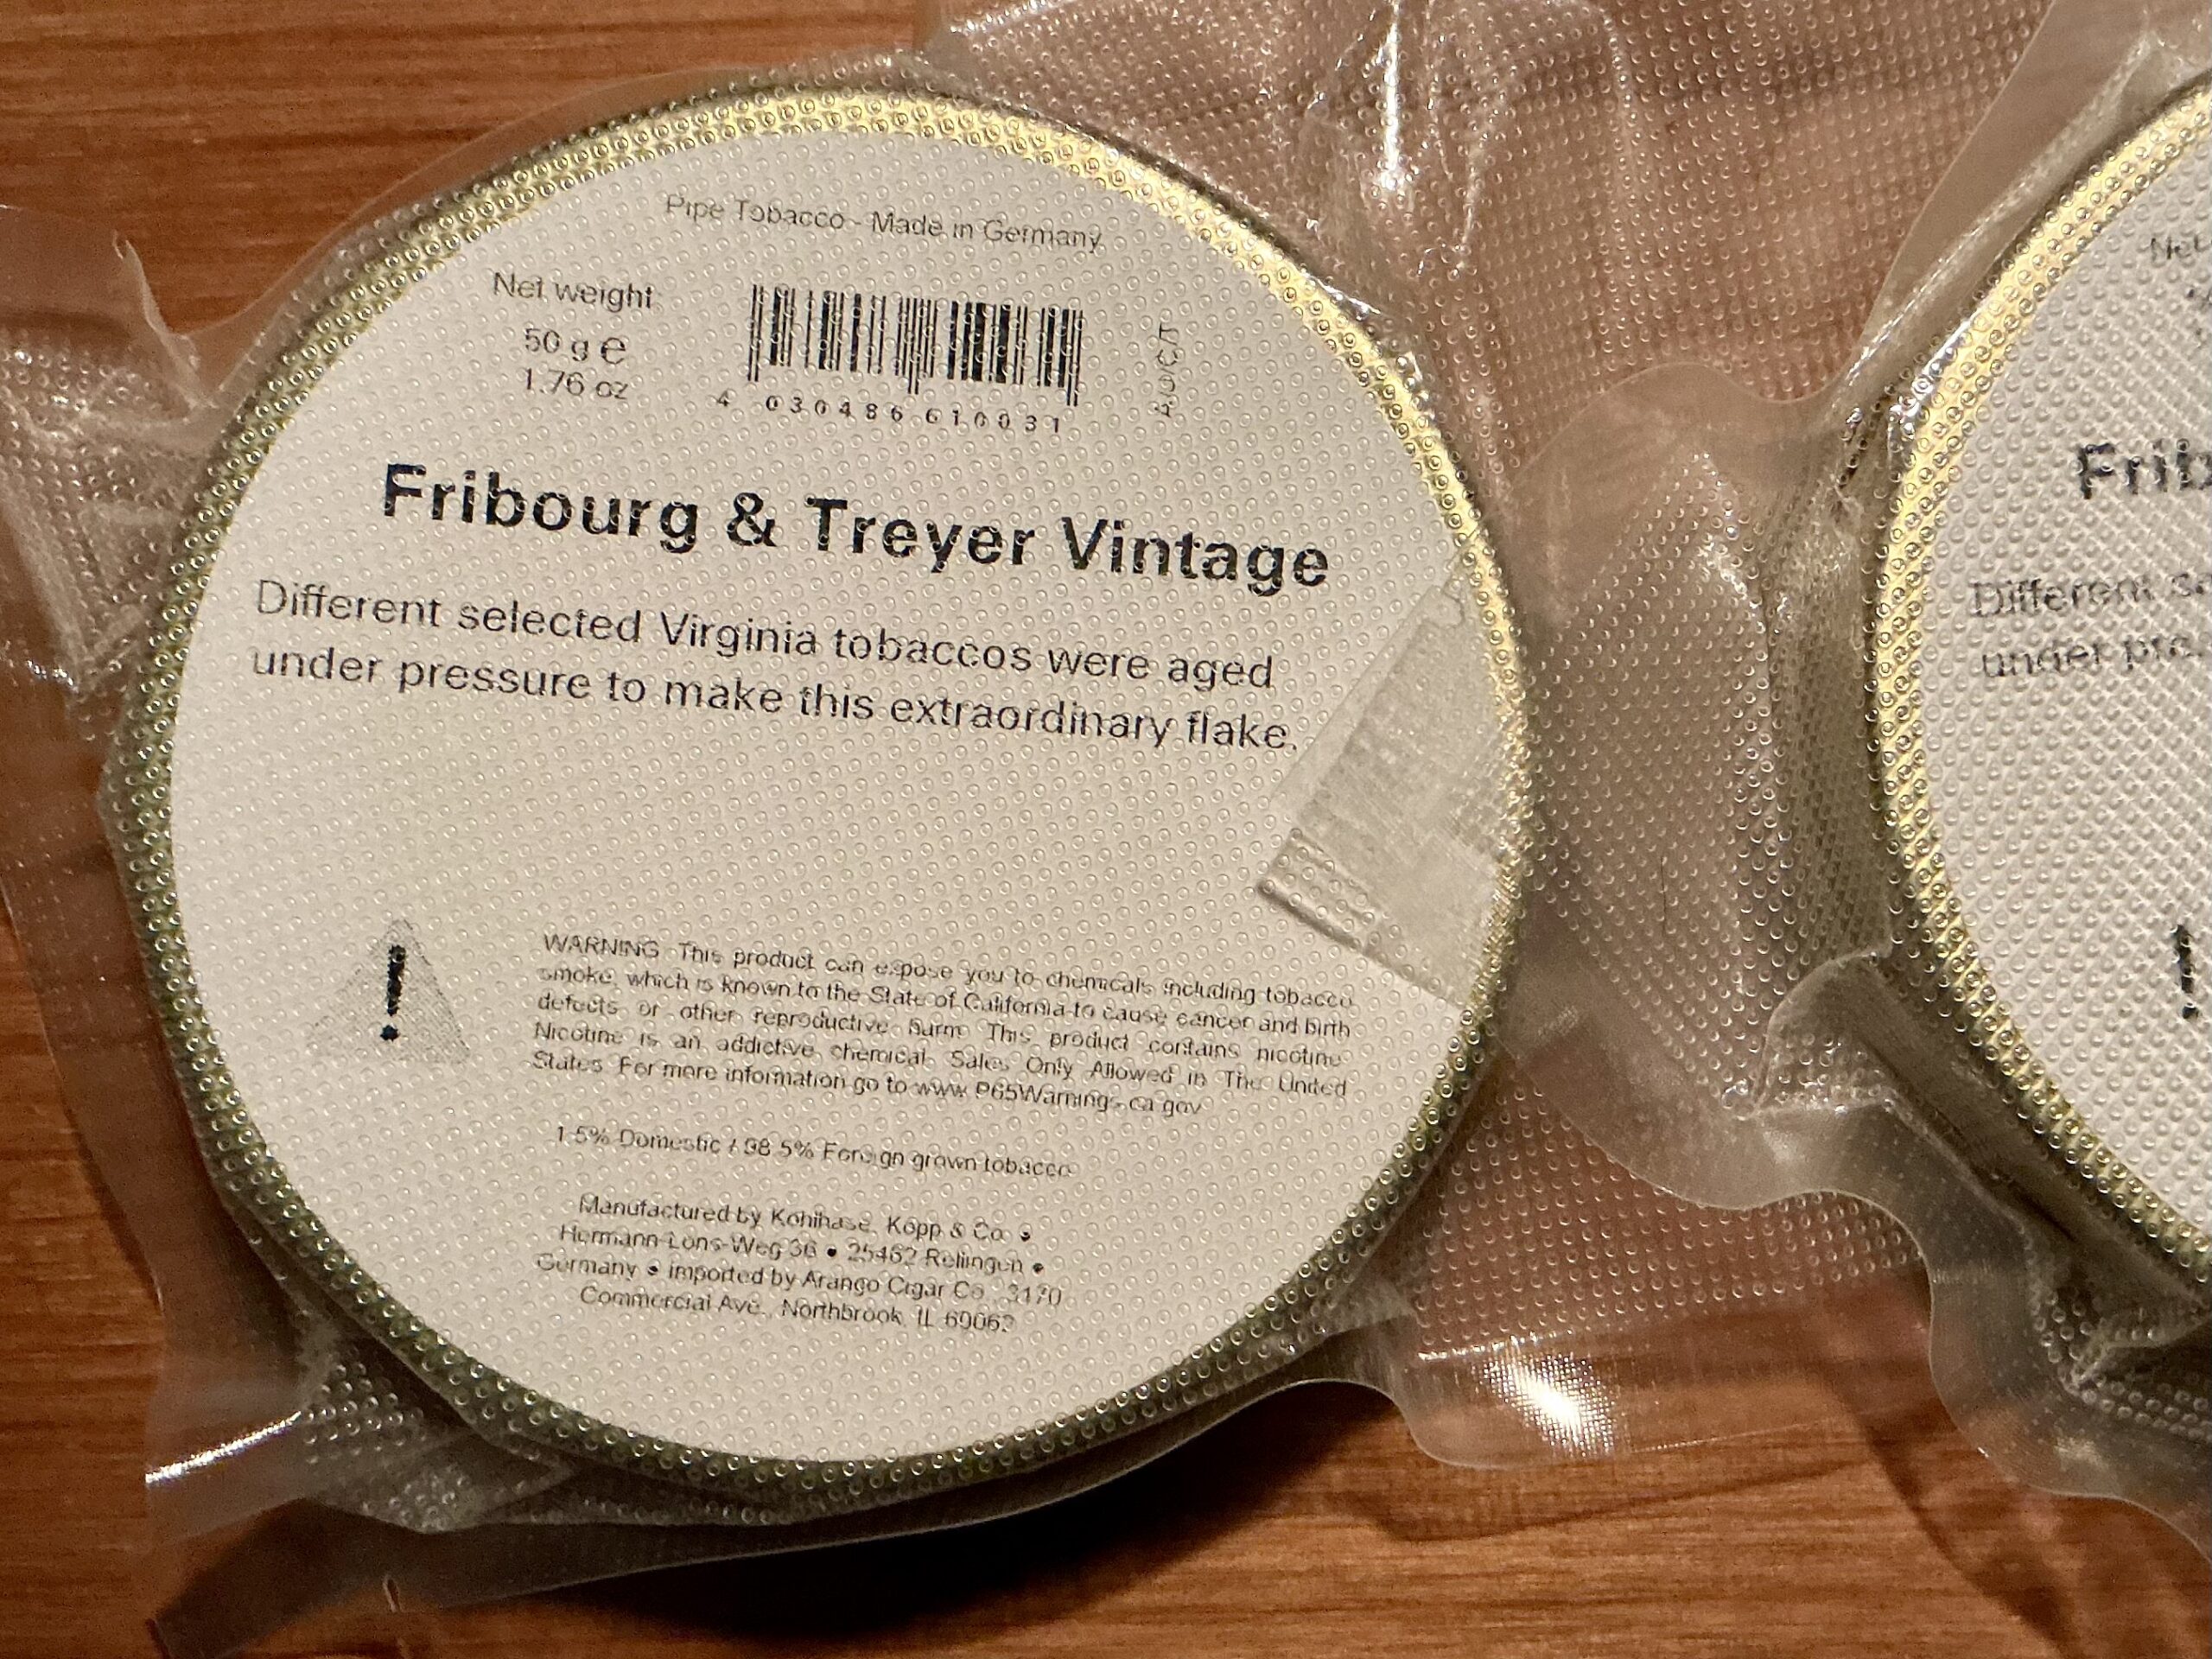 Pipe Tobacco - Made in Germany
Net weight:
50 g e
1.76 oz
4 030486 610031
Fribourg & Treyer Vintage
Different selected Virginia tobaccos were aged
under pressure to make this extraordinary flake.
WARNING: This product can expose you to chemicals including tobacco
smoke, which is known to the State of California to cause cancer and birth
defects or other reproductive harm. This product contains nicotine.
Nicotine is an addictive chemical. Sales Only Allowed in The United
States. For more information go to www.P65Warnings.ca.gov
1.5% Domestic / 98.5% Foreign grown tobacco
Manufactured by Kohlhase, Kopp & Co. •
Hermann-Löns-Weg 36 • 25462 Rellingen •
Germany • imported by Arango Cigar Co. 3170
Commercial Ave., Northbrook, IL 60062
Net
Frib
Different se
under pre